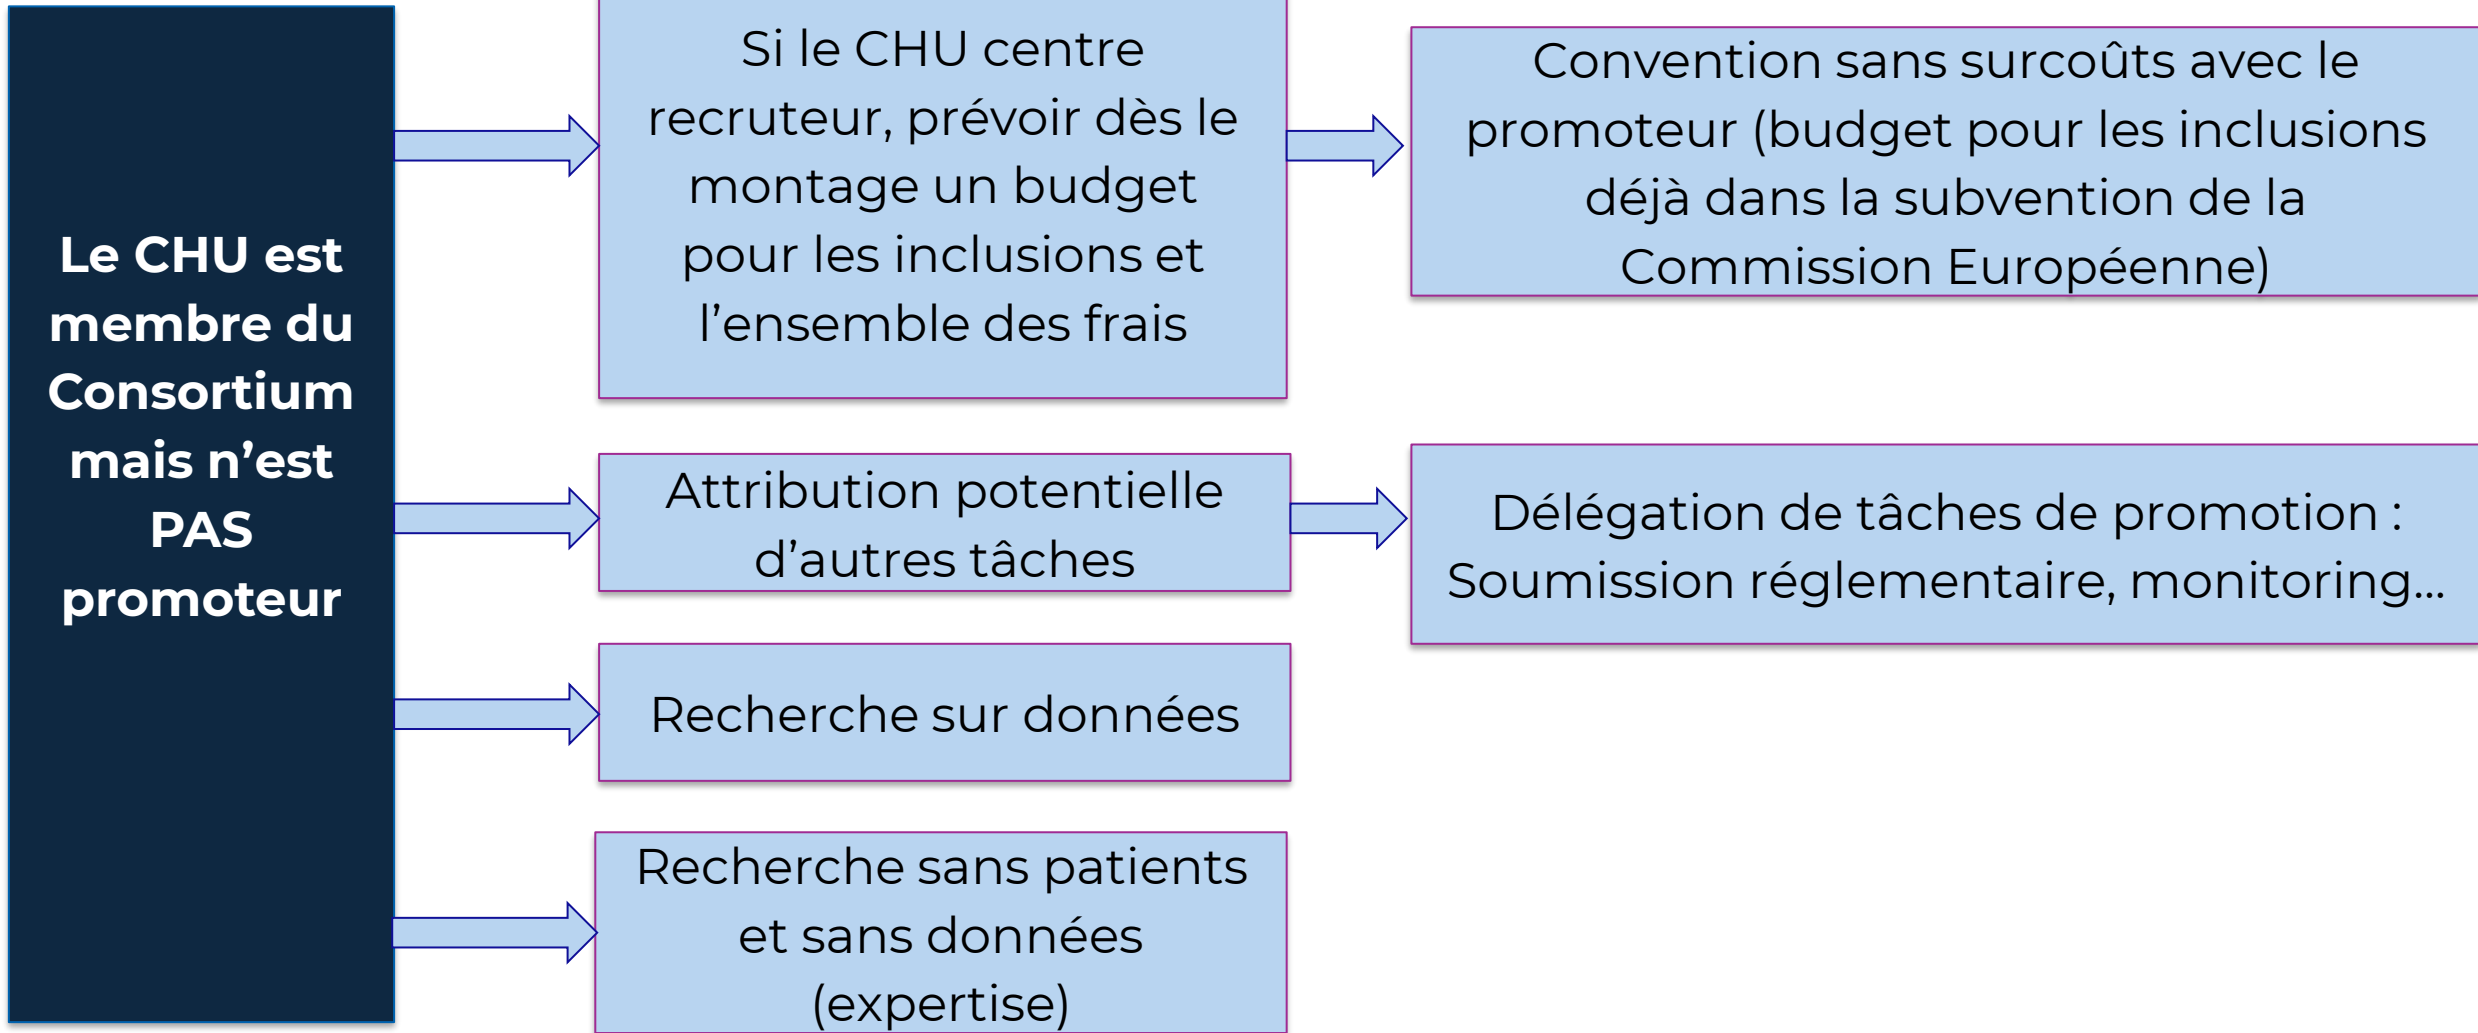 Le CHU est
membre du
Consortium
mais n’est
PAS
promoteur
Si le CHU centre
recruteur, prévoir dès le
montage un budget
pour les inclusions et
l’ensemble des frais
Convention sans surcoûts avec le
promoteur (budget pour les inclusions
déjà dans la subvention de la
Commission Européenne)
Attribution potentielle
d’autres tâches
Délégation de tâches de promotion :
Soumission réglementaire, monitoring...
Recherche sur données
Recherche sans patients
et sans données
(expertise)